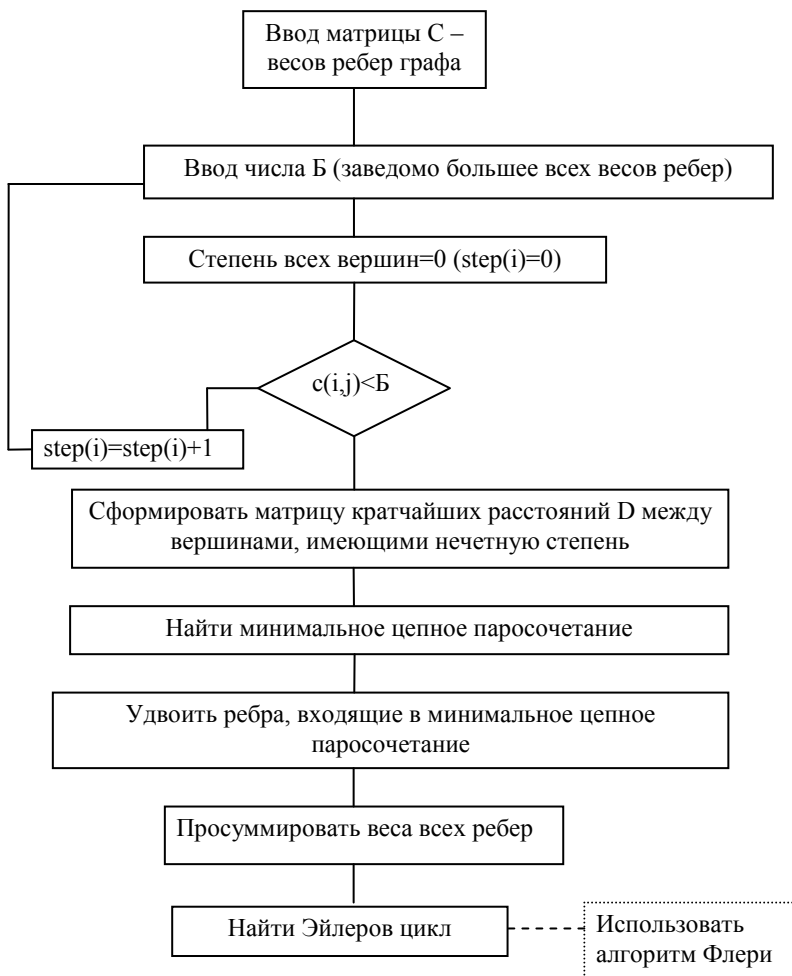 Ввод матрицы С –
весов ребер графа
Ввод числа Б (заведомо большее всех весов ребер)
Степень всех вершин=0 (step(i)=0)
c(i,j)<Б
step(i)=step(i)+1
Сформировать матрицу кратчайших расстояний D между
вершинами, имеющими нечетную степень
Найти минимальное цепное паросочетание
Удвоить ребра, входящие в минимальное цепное
паросочетание
Просуммировать веса всех ребер
Найти Эйлеров цикл
Использовать
алгоритм Флери